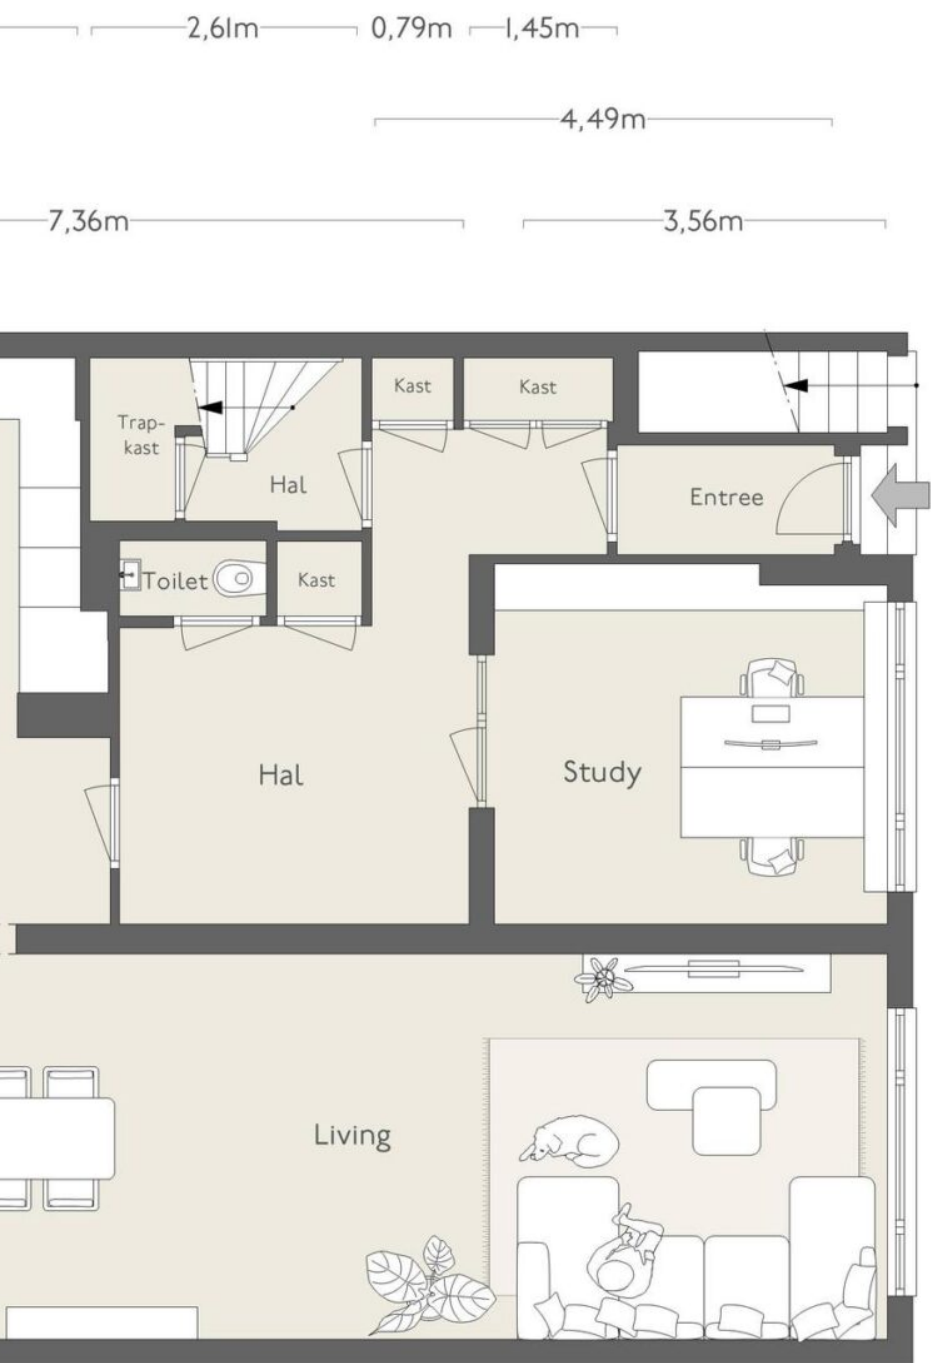 2,61m 0,79m 1,45m
4,49m
7,36m 3,56m
Kast Kast
Trap-
kast
Hal
Entree
Toilet Kast
Hal
Study
Living